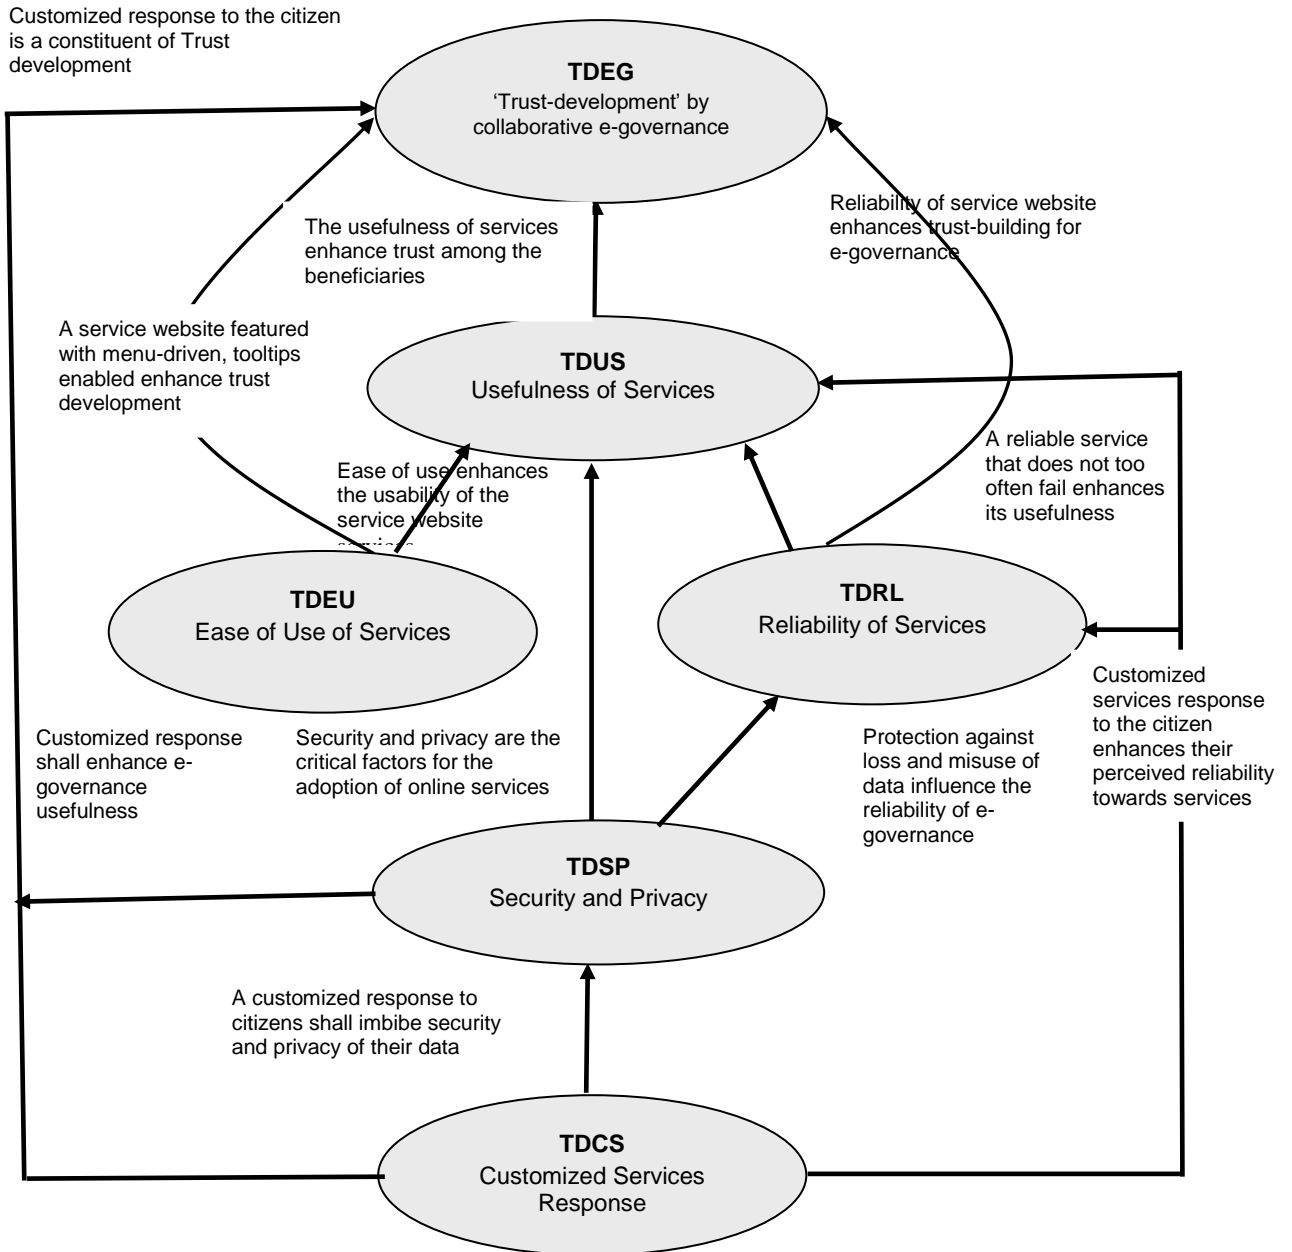 Customized response to the citizen
is a constituent of Trust
development
TDEG
‘Trust-development’ by
collaborative e-governance
The usefulness of services
enhance trust among the
beneficiaries
Reliability of service website
enhances trust-building for
e-governance
A service website featured
with menu-driven, tooltips
enabled enhance trust
development
TDUS
Usefulness of Services
Ease of use enhances
the usability of the
service website
services
A reliable service
that does not too
often fail enhances
its usefulness
TDEU
Ease of Use of Services
TDRL
Reliability of Services
Customized response
shall enhance e-
governance
usefulness
Security and privacy are the
critical factors for the
adoption of online services
Protection against
loss and misuse of
data influence the
reliability of e-
governance
Customized
services response
to the citizen
enhances their
perceived reliability
towards services
TDSP
Security and Privacy
A customized response to
citizens shall imbibe security
and privacy of their data
TDCS
Customized Services
Response